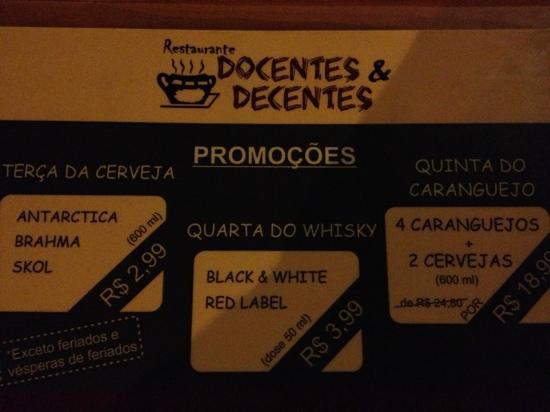 Restaurante
DOCENTES &
DECENTES
PROMOÇÕES
TERÇA DA CERVEJA
ANTARCTICA
BRAHMA
SKOL
(600 ml)
R$ 2,99
*Exceto feriados e
vésperas de feriados
QUARTA DO WHISKY
BLACK & WHITE
RED LABEL
(dose 50 ml)
R$ 3,99
QUINTA DO
CARANGUEJO
4 CARANGUEJOS
+
2 CERVEJAS
(600 ml)
de R$ 24,80
POR
R$ 18,99